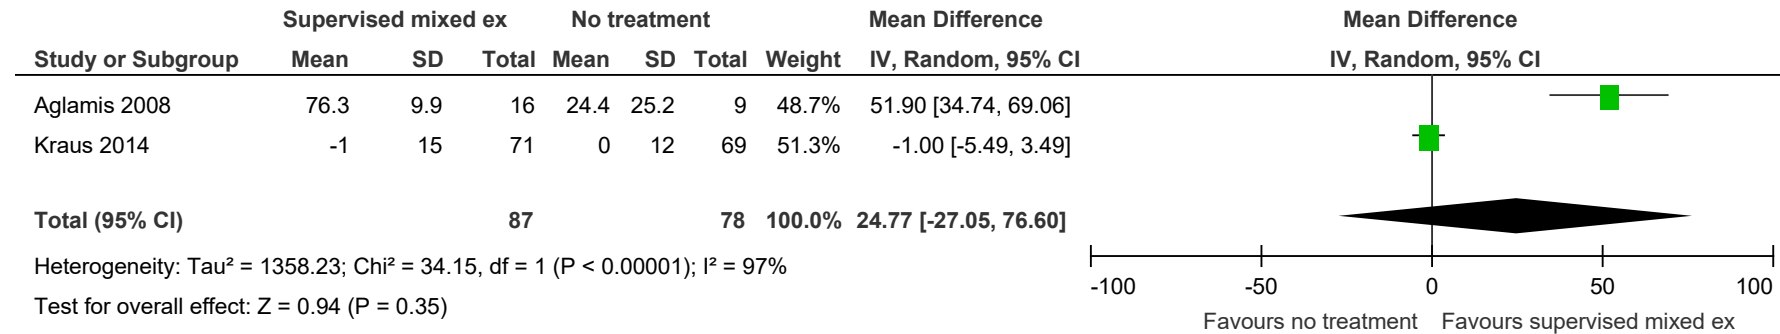 Supervised mixed ex No treatment Mean Difference Mean Difference
Study or Subgroup Mean SD Total Mean SD Total Weight IV, Random, 95% CI IV, Random, 95% CI
Aglamis 2008 76.3 9.9 16 24.4 25.2 9 48.7% 51.90 [34.74, 69.06]
Kraus 2014 -1 15 71 0 12 69 51.3% -1.00 [-5.49, 3.49]
Total (95% CI) 87 78 100.0% 24.77 [-27.05, 76.60]
Heterogeneity: Tau² = 1358.23; Chi² = 34.15, df = 1 (P < 0.00001); I² = 97%
Test for overall effect: Z = 0.94 (P = 0.35)
-100 -50 0 50 100
Favours no treatment Favours supervised mixed ex